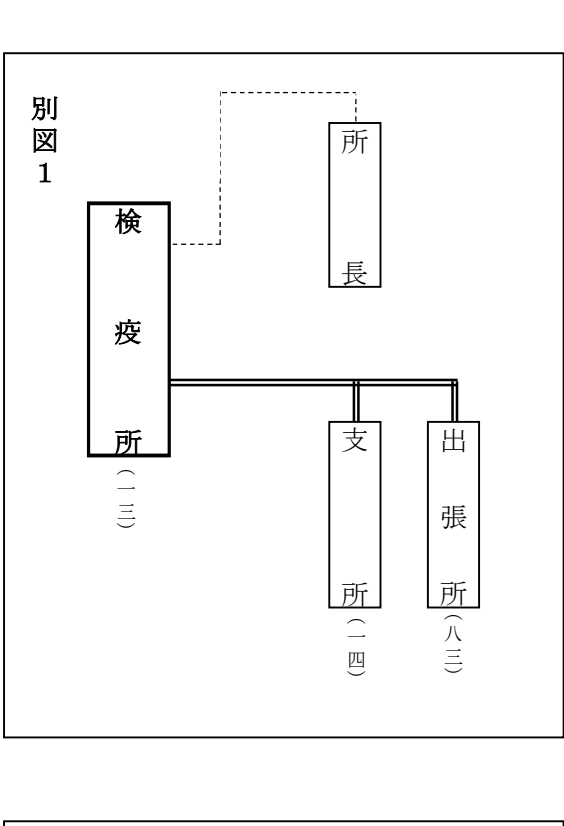 別図１
所長
検疫所（一三）
支所（一四）
出張所（八三）